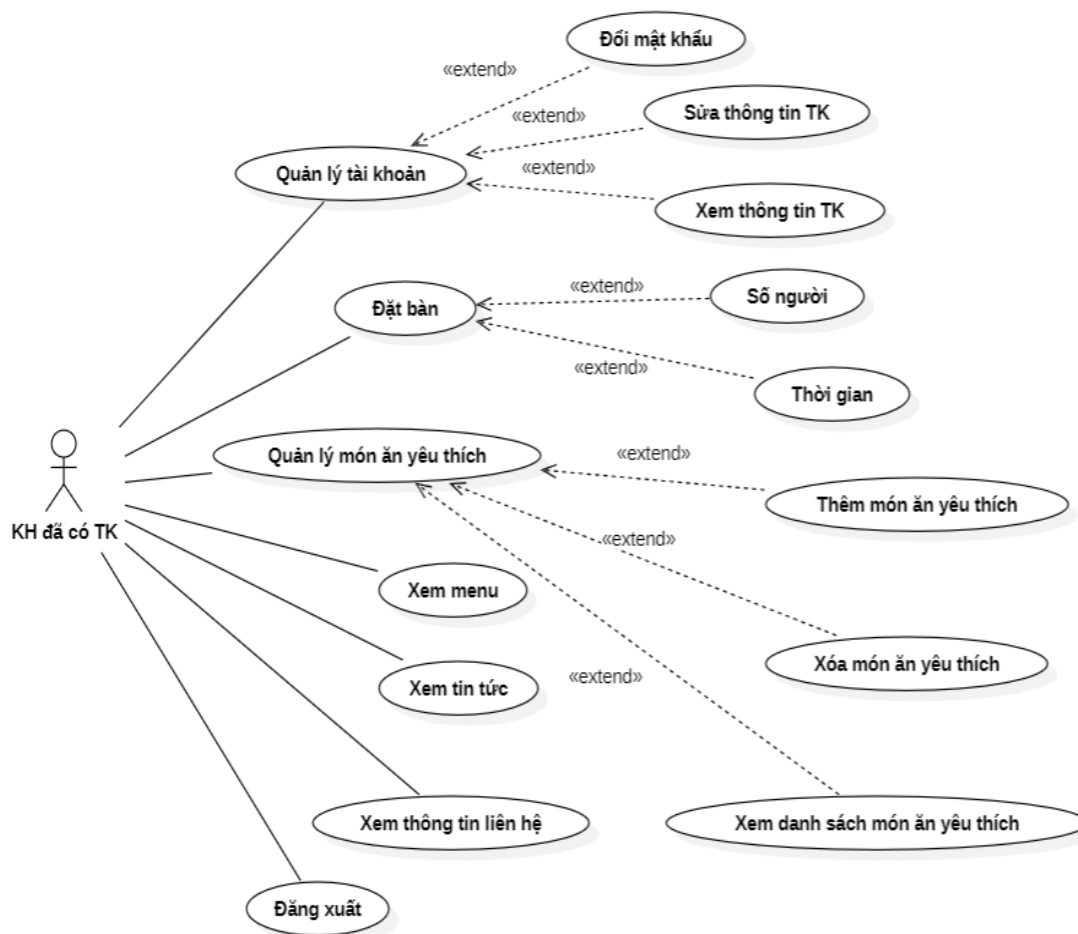 Đổi mật khẩu
«extend»
Sửa thông tin TK
«extend»
Quản lý tài khoản
«extend»
Xem thông tin TK
«extend»
Số người
Đặt bàn
«extend»
Thời gian
Quản lý món ăn yêu thích
«extend»
Thêm món ăn yêu thích
KH đã có TK
«extend»
Xem menu
Xóa món ăn yêu thích
«extend»
Xem tin tức
Xem thông tin liên hệ
Xem danh sách món ăn yêu thích
Đăng xuất